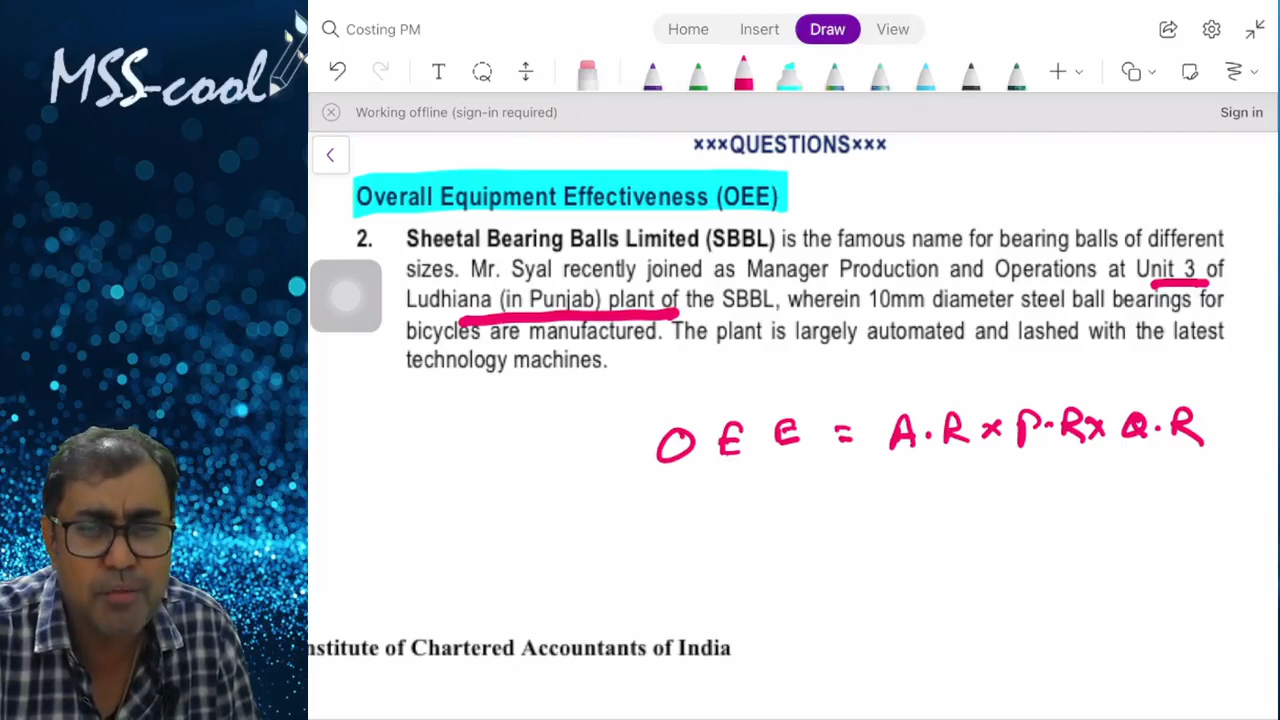 MSS-cool
Costing PM
Home Insert Draw View
Working offline (sign-in required)
Sign in
×××QUESTIONS×××
Overall Equipment Effectiveness (OEE)
2. Sheetal Bearing Balls Limited (SBBL) is the famous name for bearing balls of different
sizes. Mr. Syal recently joined as Manager Production and Operations at Unit 3 of
Ludhiana (in Punjab) plant of the SBBL, wherein 10mm diameter steel ball bearings for
bicycles are manufactured. The plant is largely automated and lashed with the latest
technology machines.
OEE = A.R × P.R × Q.R
nstitute of Chartered Accountants of India